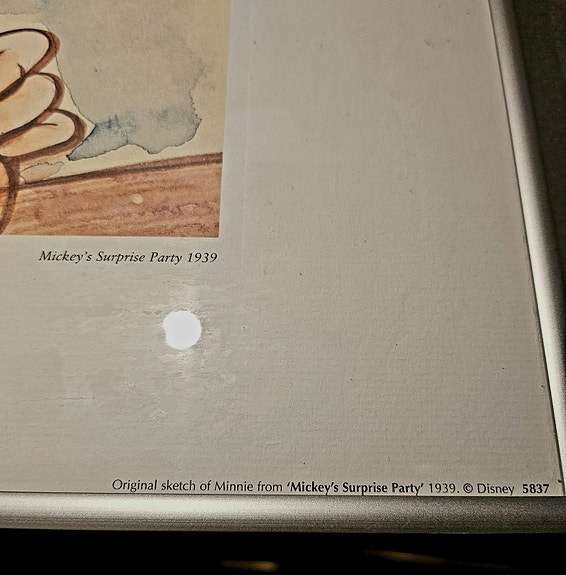 Mickey's Surprise Party 1939
Original sketch of Minnie from 'Mickey's Surprise Party' 1939. © Disney 5837